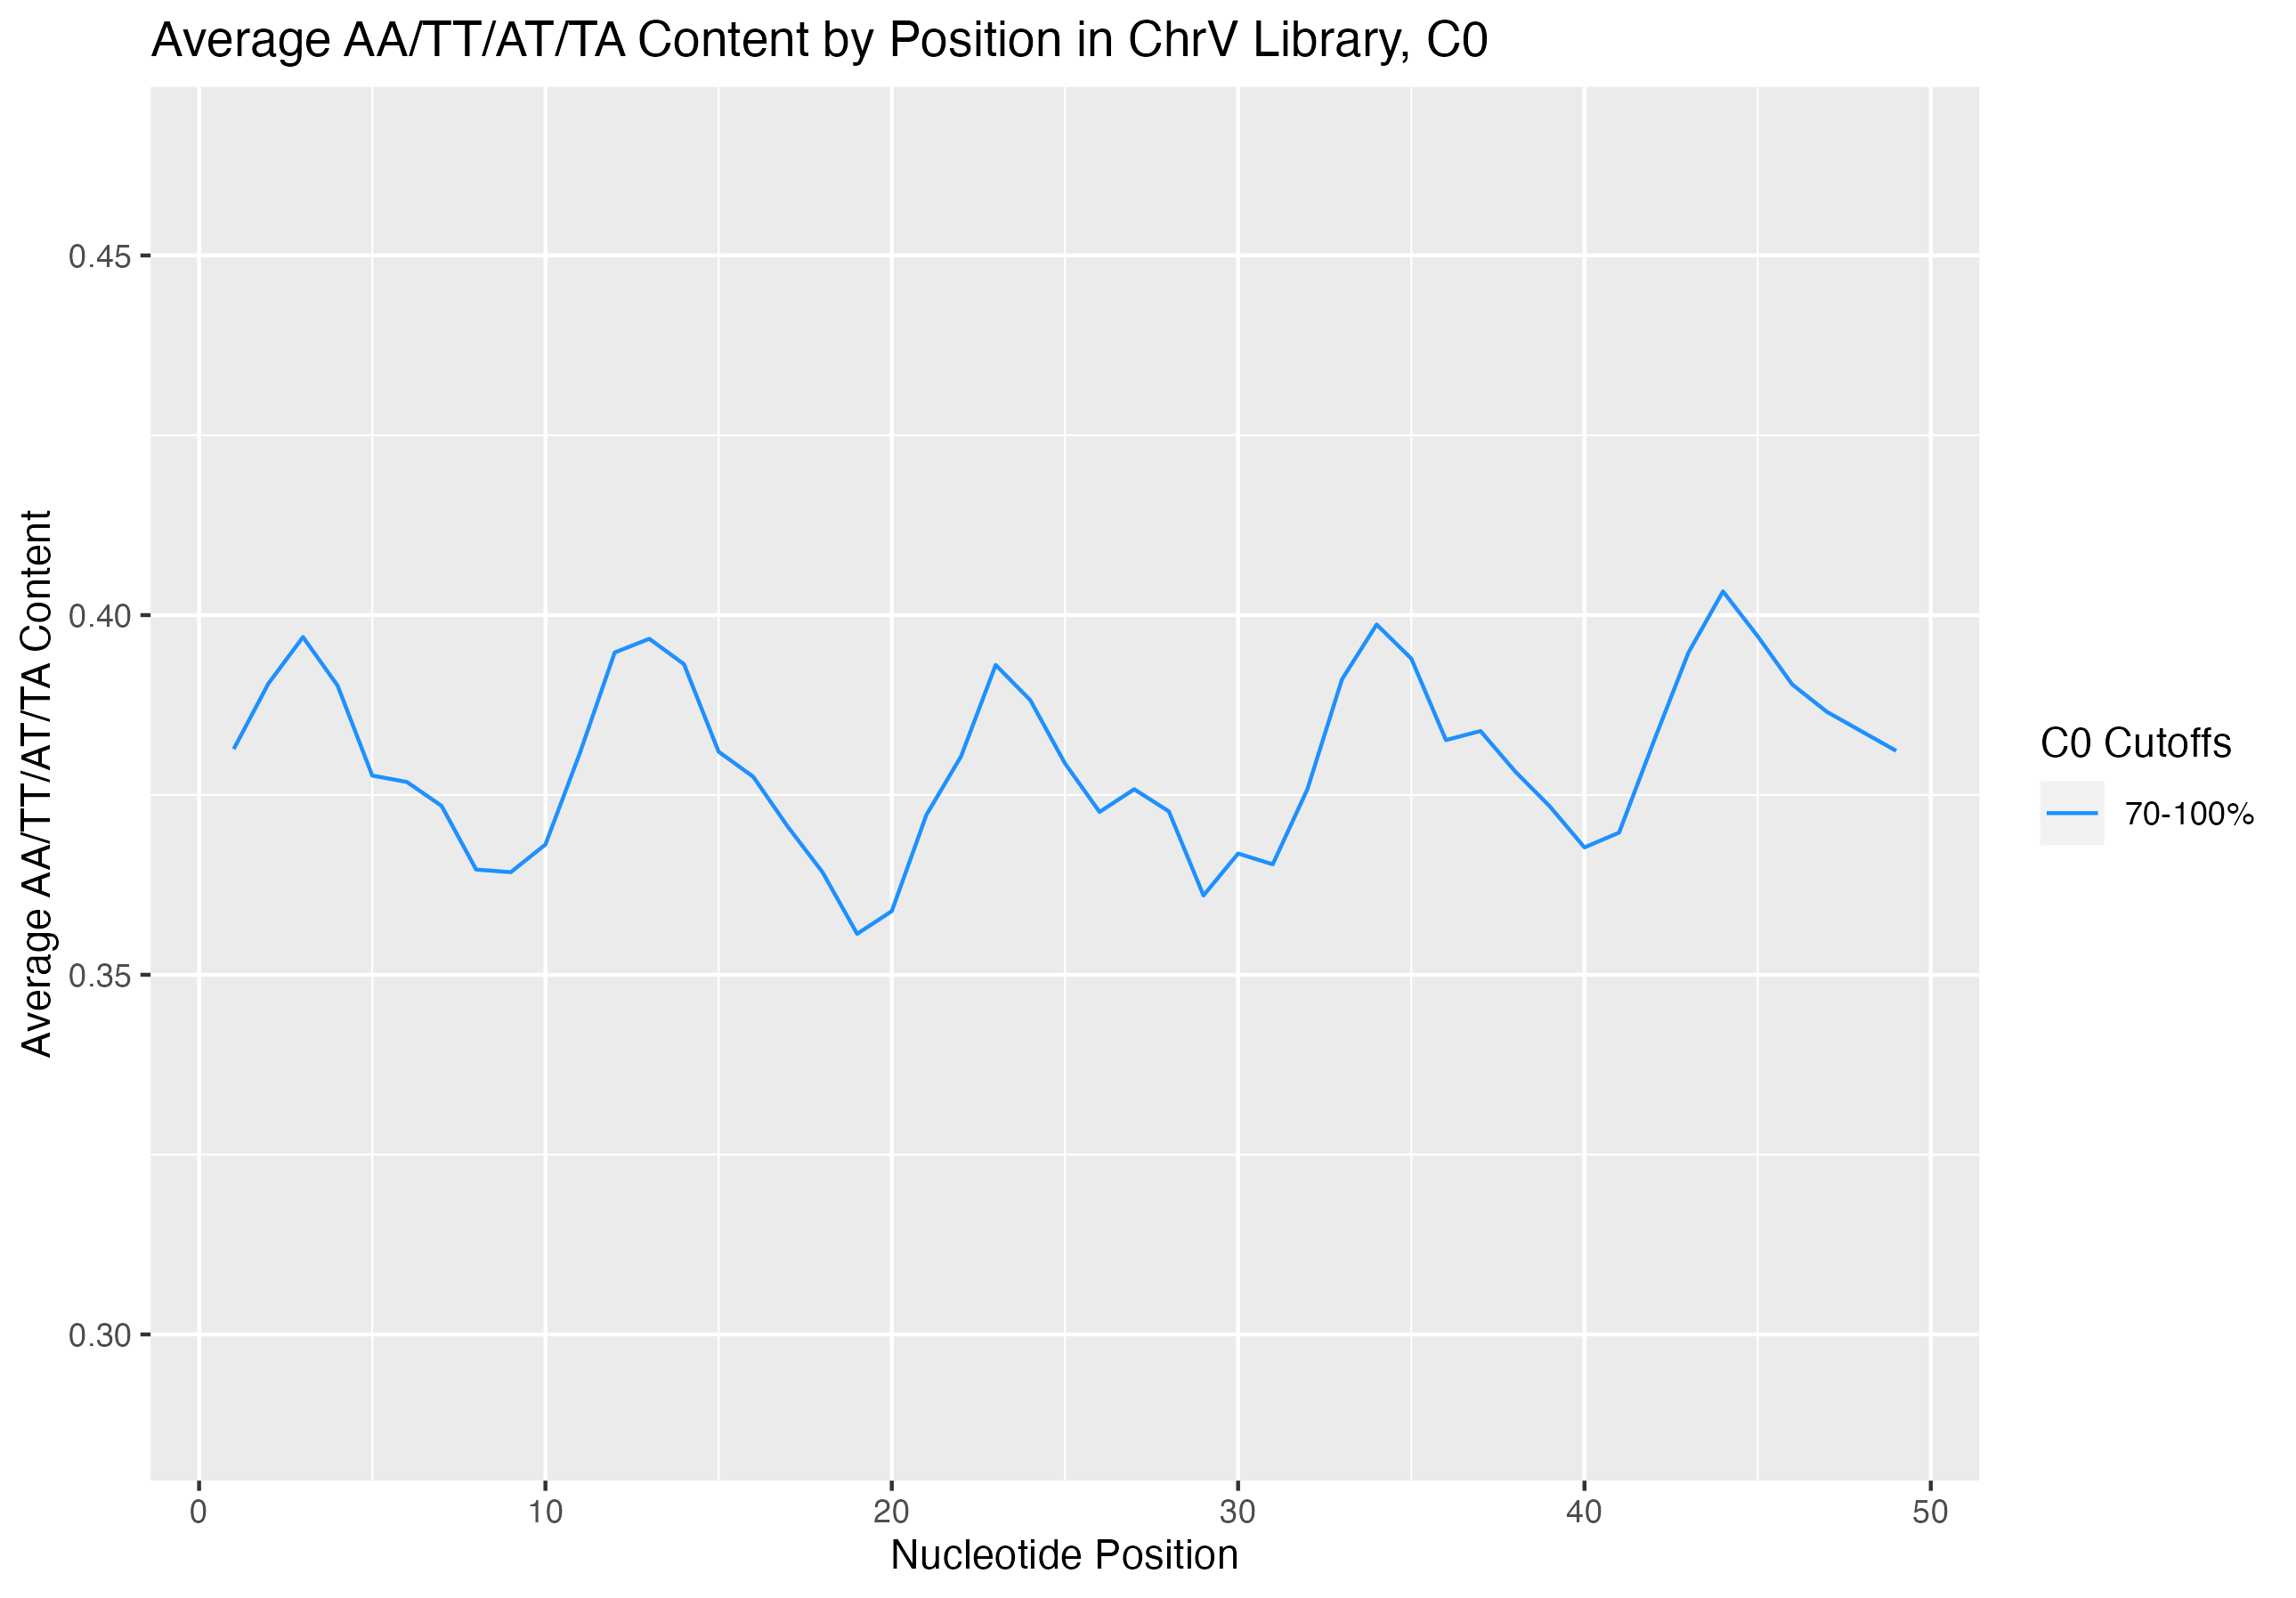 Average AA/TT/AT/TA Content by Position in ChrV Library, C0
Average AA/TT/AT/TA Content
0.45
0.40
0.35
0.30
0 10 20 30 40 50
Nucleotide Position
C0 Cutoffs
70-100%